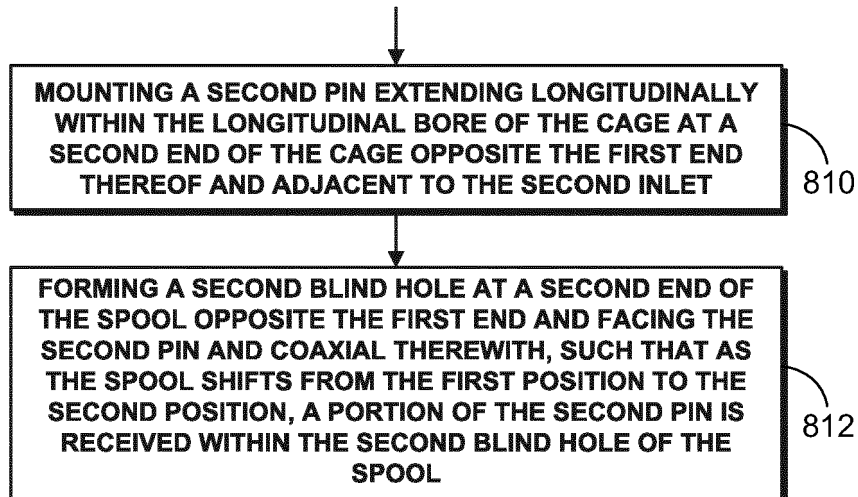 MOUNTING A SECOND PIN EXTENDING LONGITUDINALLY
WITHIN THE LONGITUDINAL BORE OF THE CAGE AT A
SECOND END OF THE CAGE OPPOSITE THE FIRST END
THEREOF AND ADJACENT TO THE SECOND INLET
810
FORMING A SECOND BLIND HOLE AT A SECOND END OF
THE SPOOL OPPOSITE THE FIRST END AND FACING THE
SECOND PIN AND COAXIAL THEREWITH, SUCH THAT AS
THE SPOOL SHIFTS FROM THE FIRST POSITION TO THE
SECOND POSITION, A PORTION OF THE SECOND PIN IS
RECEIVED WITHIN THE SECOND BLIND HOLE OF THE
SPOOL
812